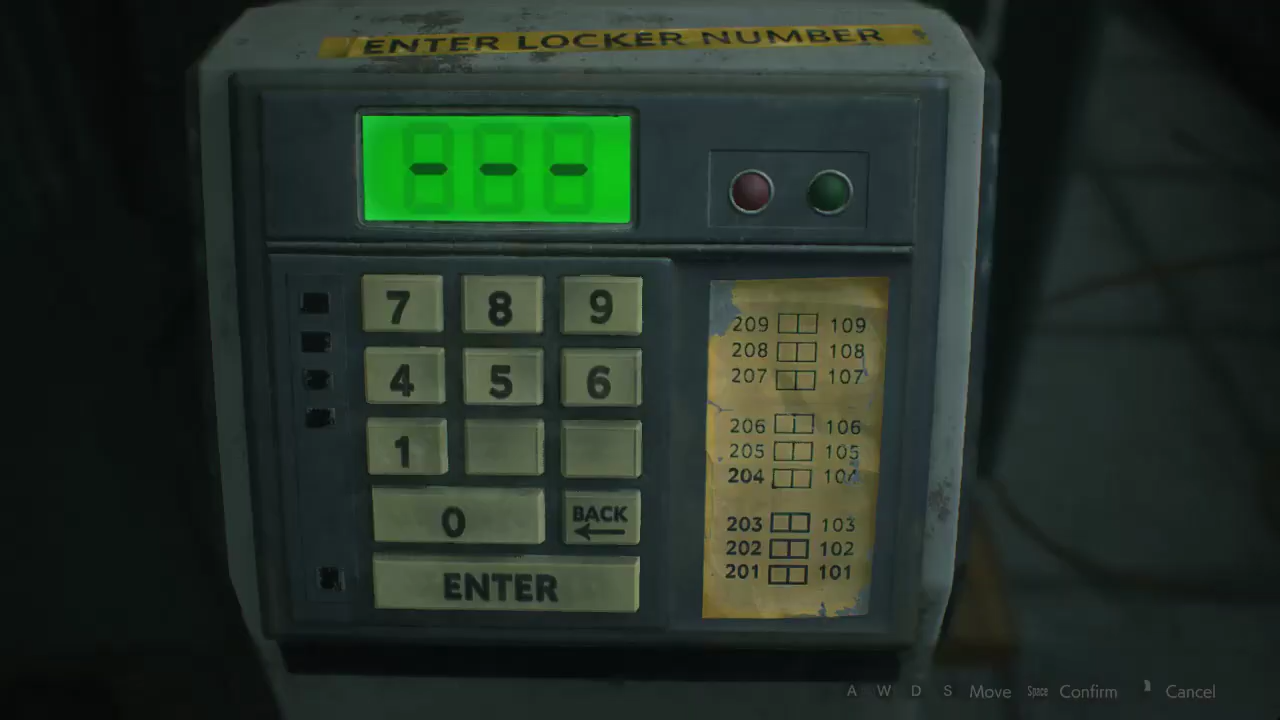 ENTER LOCKER NUMBER
---
7 8 9
4 5 6
1
0 BACK
ENTER
209 109
208 108
207 107
206 106
205 105
204 104
203 103
202 102
201 101
A W D S Move Space Confirm Cancel